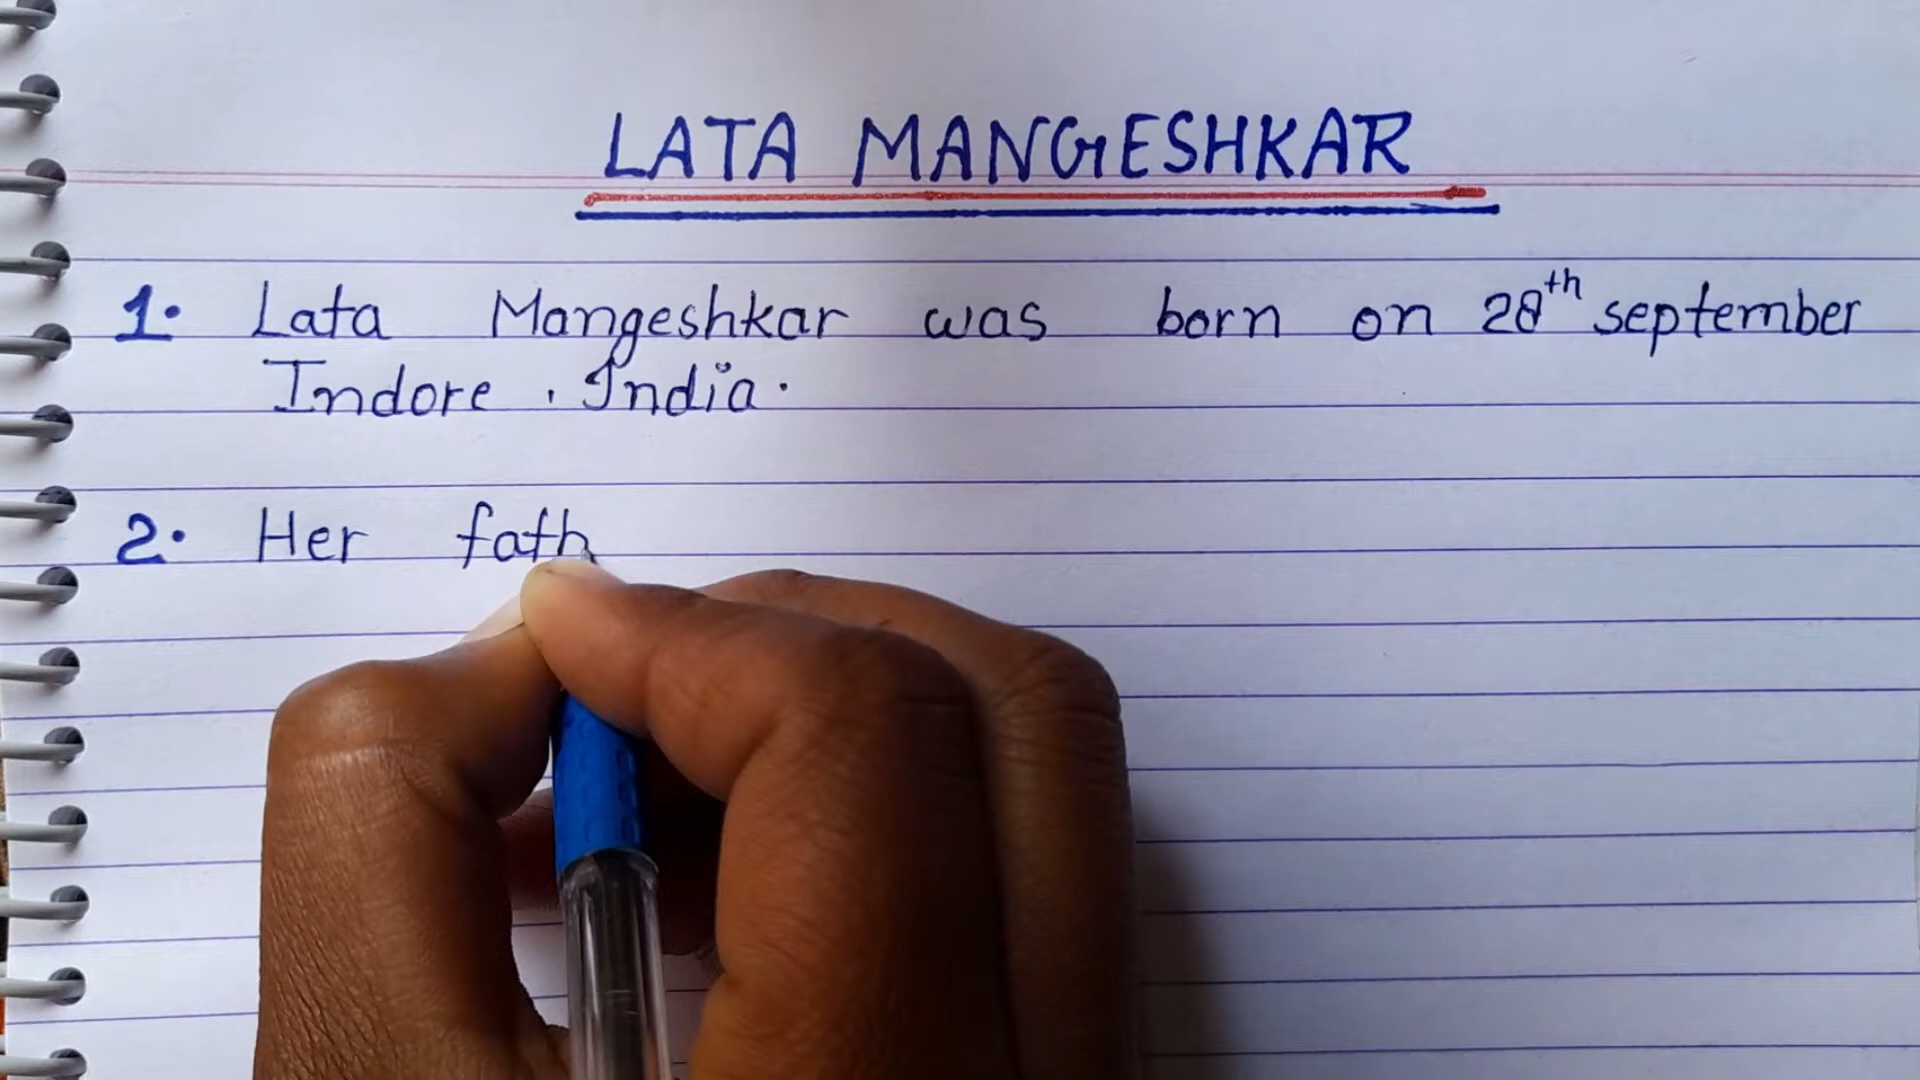 LATA MANGESHKAR
1. Lata Mangeshkar was born on 28th september
Indore . India.
2. Her fath